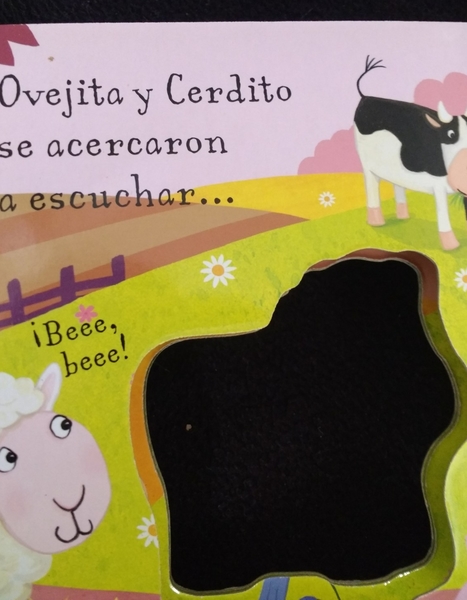 Ovejita y Cerdito
se acercaron
a escuchar...
¡Beee,
beee!